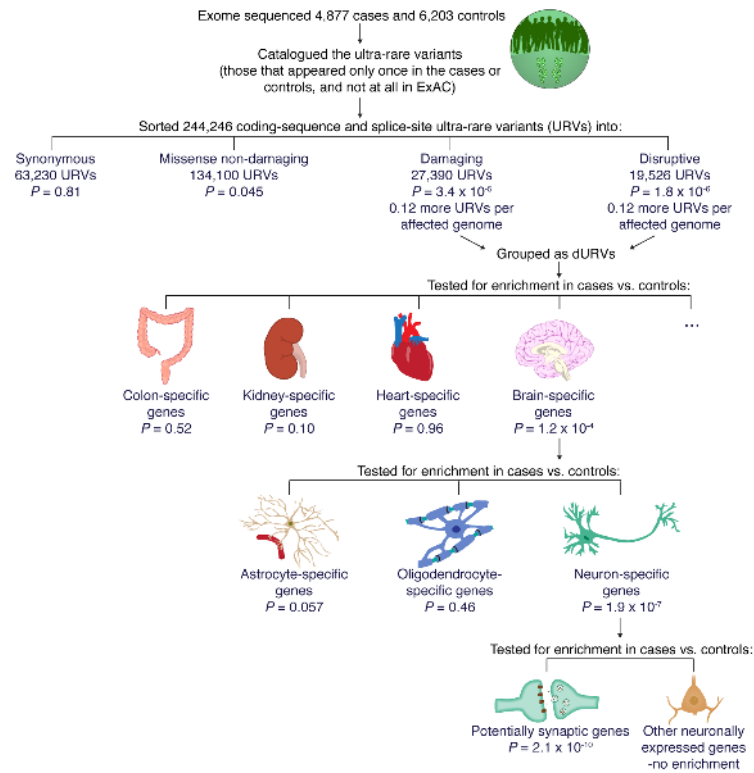 Exome sequenced 4,877 cases and 6,203 controls
Catalogued the ultra-rare variants
(those that appeared only once in the cases or
controls, and not at all in ExAC)
Sorted 244,246 coding-sequence and splice-site ultra-rare variants (URVs) into:
Synonymous
63,230 URVs
P = 0.81
Missense non-damaging
134,100 URVs
P = 0.045
Damaging
27,390 URVs
P = 3.4 x 10⁻⁵
0.12 more URVs per
affected genome
Disruptive
19,526 URVs
P = 1.8 x 10⁻⁶
0.12 more URVs per
affected genome
Grouped as dURVs
Tested for enrichment in cases vs. controls:
...
Colon-specific
genes
P = 0.52
Kidney-specific
genes
P = 0.10
Heart-specific
genes
P = 0.96
Brain-specific
genes
P = 1.2 x 10⁻⁴
Tested for enrichment in cases vs. controls:
Astrocyte-specific
genes
P = 0.057
Oligodendrocyte-
specific genes
P = 0.46
Neuron-specific
genes
P = 1.9 x 10⁻⁷
Tested for enrichment in cases vs. controls:
Potentially synaptic genes
P = 2.1 x 10⁻¹⁰
Other neuronally
expressed genes
-no enrichment